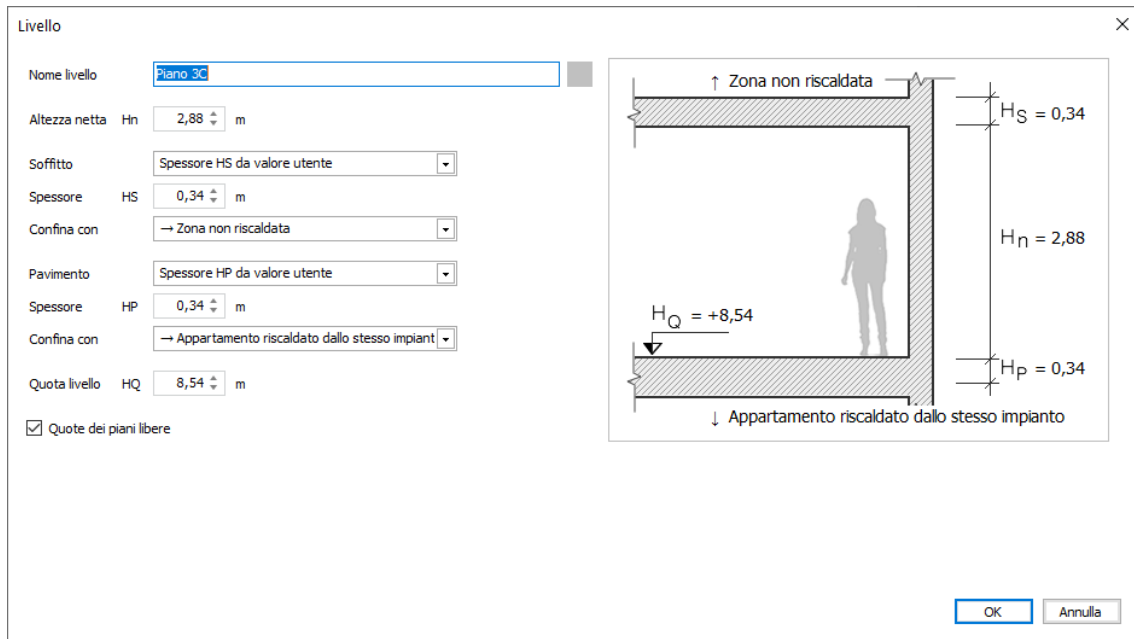 Livello
Nome livello Piano 3C
Altezza netta Hn 2,88 m
Soffitto Spessore HS da valore utente
Spessore HS 0,34 m
Confina con → Zona non riscaldata
Pavimento Spessore HP da valore utente
Spessore HP 0,34 m
Confina con → Appartamento riscaldato dallo stesso impiant
Quota livello HQ 8,54 m
Quote dei piani libere
↑ Zona non riscaldata
HS = 0,34
Hn = 2,88
HQ = +8,54
HP = 0,34
↓ Appartamento riscaldato dallo stesso impianto
OK Annulla